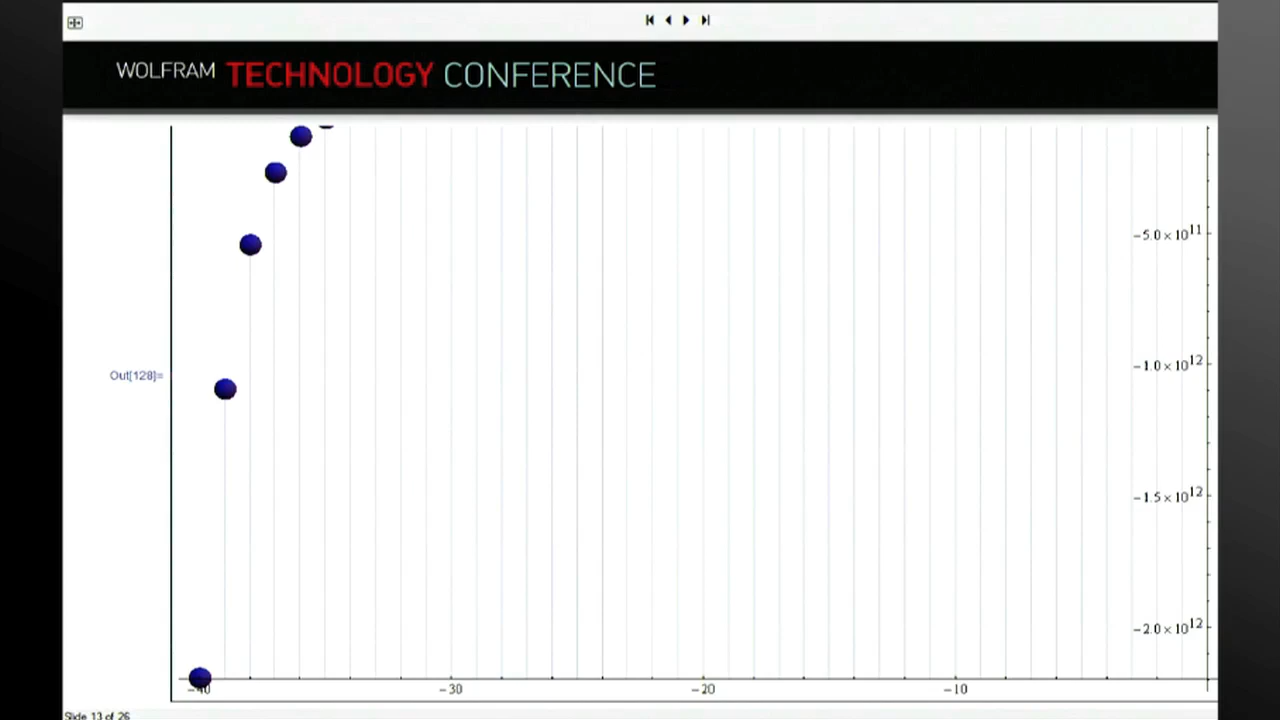 WOLFRAM TECHNOLOGY CONFERENCE
−5.0×10^11
Out[128]= −1.0×10^12
−1.5×10^12
−2.0×10^12
−40 −30 −20 −10
Slide 13 of 26